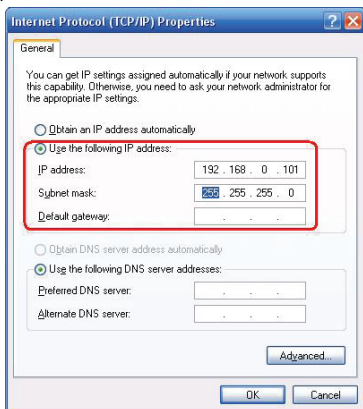 Internet Protocol (TCP/IP) Properties
General
You can get IP settings assigned automatically if your network supports
this capability. Otherwise, you need to ask your network administrator for
the appropriate IP settings.
Obtain an IP address automatically
Use the following IP address:
IP address: 192 . 168 . 0 . 101
Subnet mask: 255 . 255 . 255 . 0
Default gateway: . . .
Obtain DNS server address automatically
Use the following DNS server addresses:
Preferred DNS server: . . .
Alternate DNS server: . . .
Advanced...
OK Cancel